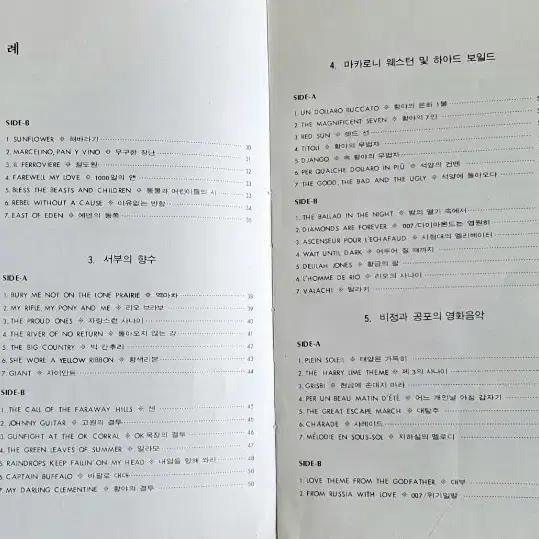 례
SIDE-B
1. SUNFLOWER ❖ 해바라기 30
2. MARCELINO, PAN Y VINO ❖ 무구한 장난 31
3. IL FERROVIERE ❖ 철도원 32
4. FAREWELL MY LOVE ❖ 1000일의 앤 33
5. BLESS THE BEASTS AND CHILDREN ❖ 동물과 어린이들의 시
6. REBEL WITHOUT A CAUSE ❖ 이유없는 반항
7. EAST OF EDEN ❖ 에덴의 동쪽
3. 서부의 향수
SIDE-A
1. BURY ME NOT ON THE LONE PRAIRIE ❖ 역마차 38
2. MY RIFLE, MY PONY AND ME ❖ 리오 브라보 39
3. THE PROUD ONES ❖ 자랑스런 사나이 40
4. THE RIVER OF NO RETURN ❖ 돌아오지 않는 강 41
5. THE BIG COUNTRY ❖ 빅 칸추리 42
6. SHE WORE A YELLOW RIBBON ❖ 황색리본 43
7. GIANT ❖ 자이안트 44
SIDE-B
1. THE CALL OF THE FARAWAY HILLS ❖ 셴 45
2. JOHNNY GUITAR ❖ 고원의 결투
3. GUNFIGHT AT THE OK CORRAL ❖ OK목장의 결투
4. THE GREEN LEAVES OF SUMMER ❖ 알라모 47
5. RAINDROPS KEEP FALLIN ON MY HEAD ❖ 내일을 향해 쏴라 48
6. CAPTAIN BUFFALO ❖ 바팔로 대대 50
7. MY DARLING CLEMENTINE ❖ 황야의 결투 50
4. 마카로니 웨스턴 및 하아드 보일드
SIDE-A
1. UN DOLLARO BUCCATO ❖ 황야의 은화 1불
2. THE MAGNIFICENT SEVEN ❖ 황야의 7인
3. RED SUN ❖ 렛드 선
4. TITOLI ❖ 황야의 무법자
5. DJANGO ❖ 속 황야의 무법자
6. PER QUALCHE DOLLARO IN PIÙ ❖ 석양의 건맨
7. THE GOOD, THE BAD AND THE UGLY ❖ 석양에 돌아오다
SIDE-B
1. THE BALLAD IN THE NIGHT ❖ 밤의 열기 속에서
2. DIAMONDS ARE FOREVER ❖ 007/다이아몬드는 영원히
3. ASCENSEUR POUR L'ECHAFAUD ❖ 사형대의 엘리베이터
4. WAIT UNTIL DARK ❖ 어두어 질 때까지
5. DELILAH JONES ❖ 황금의 팔
6. L'HOMME DE RIO ❖ 리오의 사나이
7. VALACHI ❖ 발라키
5. 비정과 공포의 영화음악
SIDE-A
1. PLEIN SOLEIL ❖ 태양은 가득히
2. THE HARRY LIME THEME ❖ 제 3의 사나이
3. GRISBI ❖ 현금에 손대지 마라
4. PER UN BEAU MATIN D'ÉTÉ ❖ 어느 개인날 아침 갑자기
5. THE GREAT ESCAPE MARCH ❖ 대탈주
6. CHARADE ❖ 샤레이드
7. MÉLODIE EN SOUS-SOL ❖ 지하실의 멜로디
SIDE-B
1. LOVE THEME FROM THE GODFATHER ❖ 대부
2. FROM RUSSIA WITH LOVE ❖ 007/위기일발